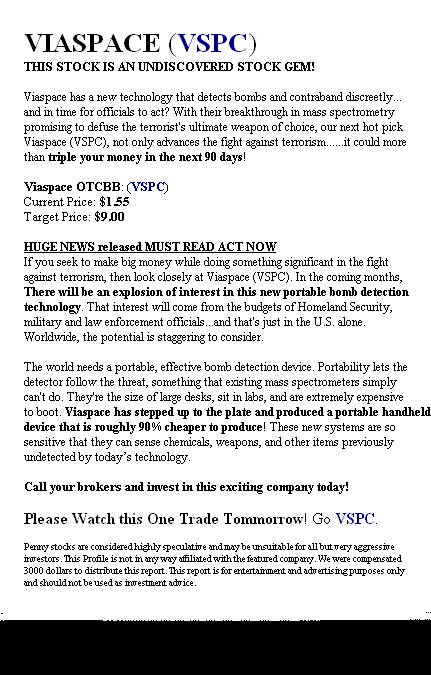 VIASPACE (VSPC)
THIS STOCK IS AN UNDISCOVERED STOCK GEM!
Viaspace has a new technology that detects bombs and contraband discreetly...
and in time for officials to act? With their breakthrough in mass spectrometry
promising to defuse the terrorist's ultimate weapon of choice, our next hot pick
Viaspace (VSPC), not only advances the fight against terrorism......it could more
than triple your money in the next 90 days!
Viaspace OTCBB: (VSPC)
Current Price: $1.55
Target Price: $9.00
HUGE NEWS released MUST READ ACT NOW
If you seek to make big money while doing something significant in the fight
against terrorism, then look closely at Viaspace (VSPC). In the coming months,
There will be an explosion of interest in this new portable bomb detection
technology. That interest will come from the budgets of Homeland Security,
military and law enforcement officials...and that's just in the U.S. alone.
Worldwide, the potential is staggering to consider.
The world needs a portable, effective bomb detection device. Portability lets the
detector follow the threat, something that existing mass spectrometers simply
can't do. They're the size of large desks, sit in labs, and are extremely expensive
to boot. Viaspace has stepped up to the plate and produced a portable handheld
device that is roughly 90% cheaper to produce! These new systems are so
sensitive that they can sense chemicals, weapons, and other items previously
undetected by today's technology.
Call your brokers and invest in this exciting company today!
Please Watch this One Trade Tommorrow! Go VSPC.
Penny stocks are considered highly speculative and may be unsuitable for all but very aggressive
investors. This Profile is not in any way affiliated with the featured company. We were compensated
3000 dollars to distribute this report. This report is for entertainment and advertising purposes only
and should not be used as investment advice.